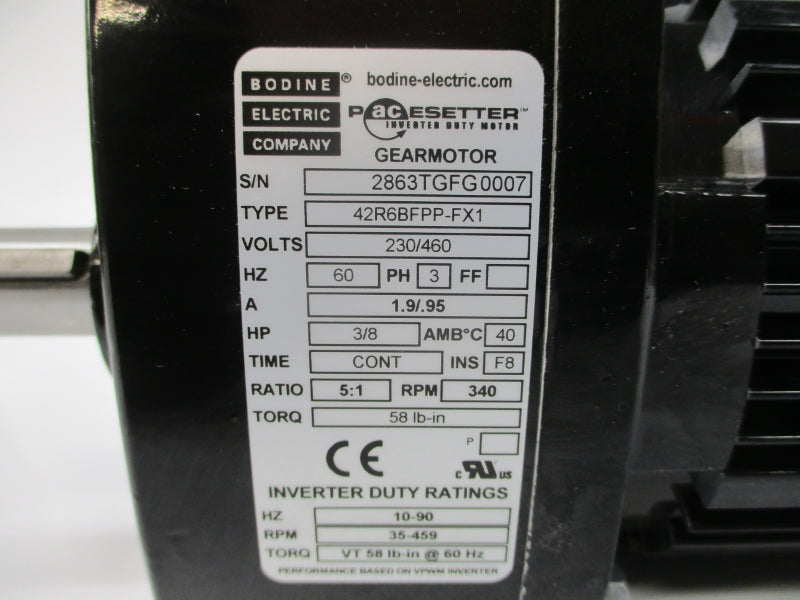 BODINE ® bodine-electric.com
ELECTRIC PacESETTER™
COMPANY INVERTER DUTY MOTOR
GEARMOTOR
S/N 2863TGFG0007
TYPE 42R6BFPP-FX1
VOLTS 230/460
HZ 60 PH 3 FF
A 1.9/.95
HP 3/8 AMB°C 40
TIME CONT INS F8
RATIO 5:1 RPM 340
TORQ 58 lb-in
P
CE c RU us
INVERTER DUTY RATINGS
HZ 10-90
RPM 35-459
TORQ VT 58 lb-in @ 60 Hz
PERFORMANCE BASED ON VPWM INVERTER